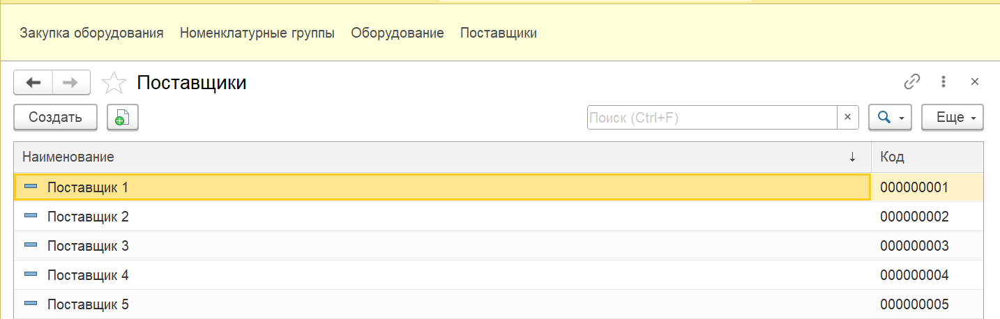 Закупка оборудования Номенклатурные группы Оборудование Поставщики
Поставщики
Создать Поиск (Ctrl+F) × Еще
Наименование ↓ Код
Поставщик 1 000000001
Поставщик 2 000000002
Поставщик 3 000000003
Поставщик 4 000000004
Поставщик 5 000000005